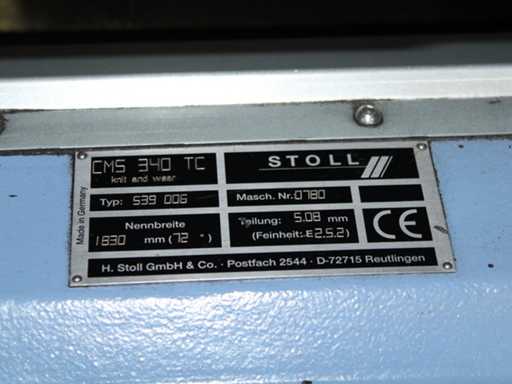 Made in Germany
CMS 340 TC
knit and wear
STOLL
Typ: 539 006
Masch. Nr. 0780
Nennbreite
1830 mm (72 ")
Teilung: 5.08 mm
(Feinheit: E2.5.2)
CE
H. Stoll GmbH & Co. · Postfach 2544 · D-72715 Reutlingen